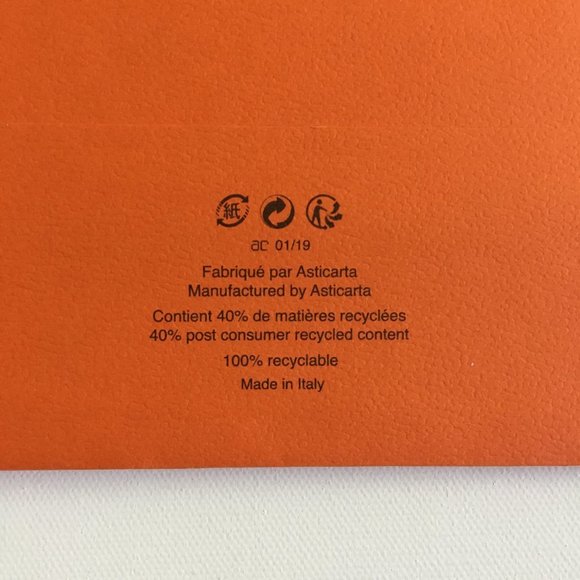 紙
ac 01/19
Fabriqué par Asticarta
Manufactured by Asticarta
Contient 40% de matières recyclées
40% post consumer recycled content
100% recyclable
Made in Italy